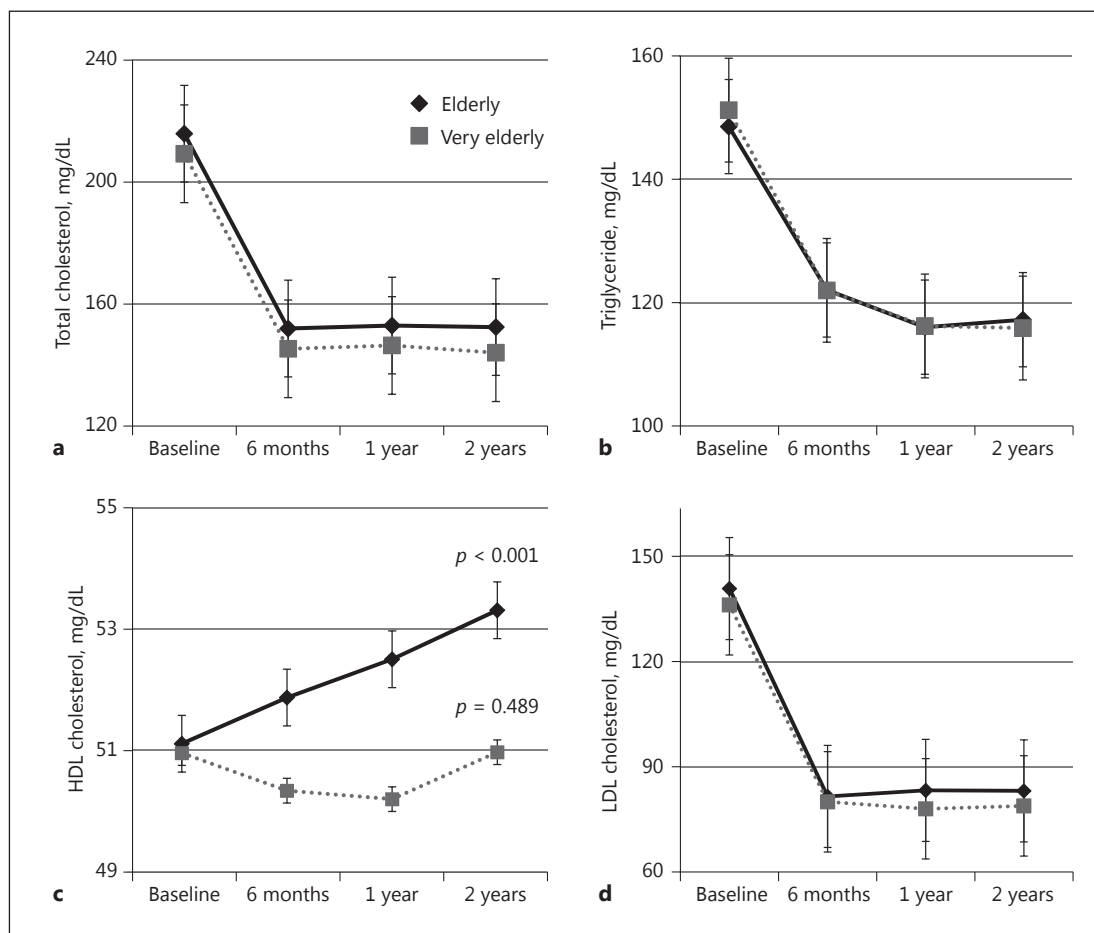 240
200
160
120
Total cholesterol, mg/dL
Elderly
Very elderly
a
Baseline
6 months
1 year
2 years
160
140
120
100
Triglyceride, mg/dL
b
Baseline
6 months
1 year
2 years
55
53
51
49
HDL cholesterol, mg/dL
p < 0.001
p = 0.489
c
Baseline
6 months
1 year
2 years
150
120
90
60
LDL cholesterol, mg/dL
d
Baseline
6 months
1 year
2 years